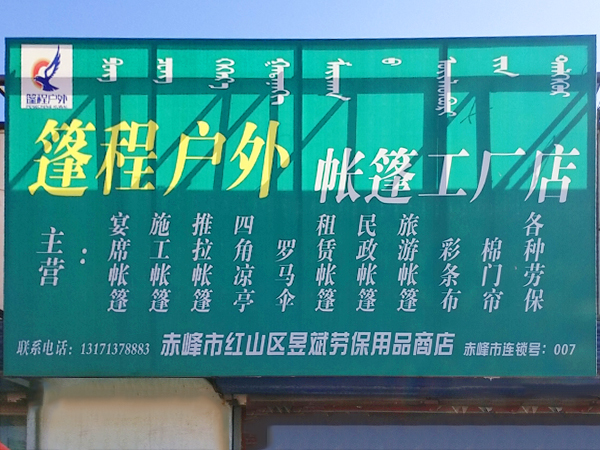 篷程户外
篷程户外 帐篷工厂店
主营：
宴席帐篷
施工帐篷
推拉帐篷
四角凉亭
罗马伞
租赁帐篷
民政帐篷
旅游帐篷
彩条布
棉门帘
各种劳保
联系电话：13171378883 赤峰市红山区昱斌劳保用品商店 赤峰市连锁号：007